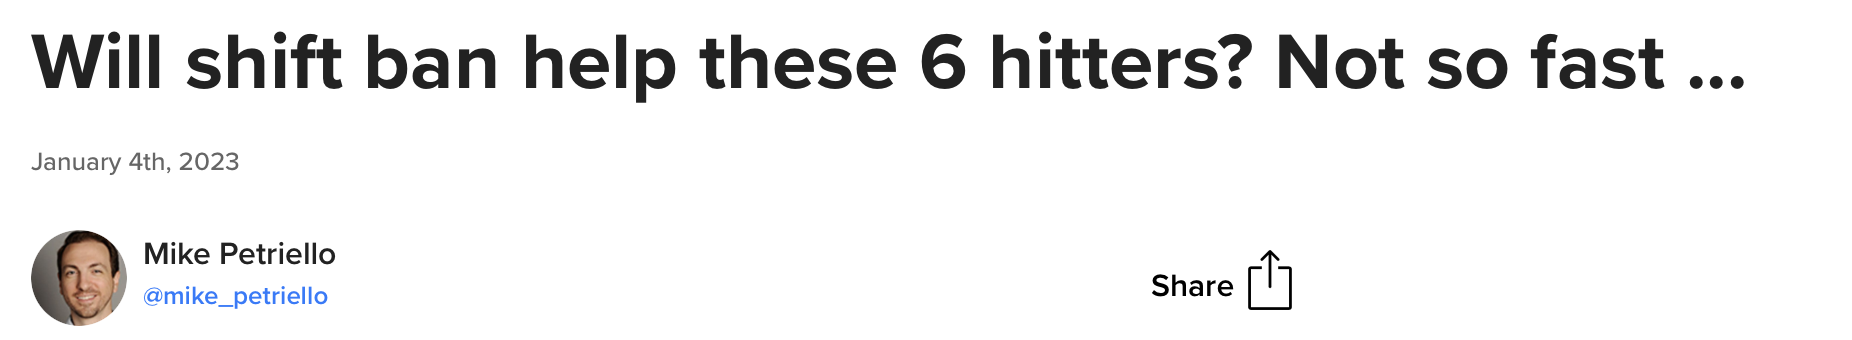 Will shift ban help these 6 hitters? Not so fast ...
January 4th, 2023
Mike Petriello
@mike_petriello
Share